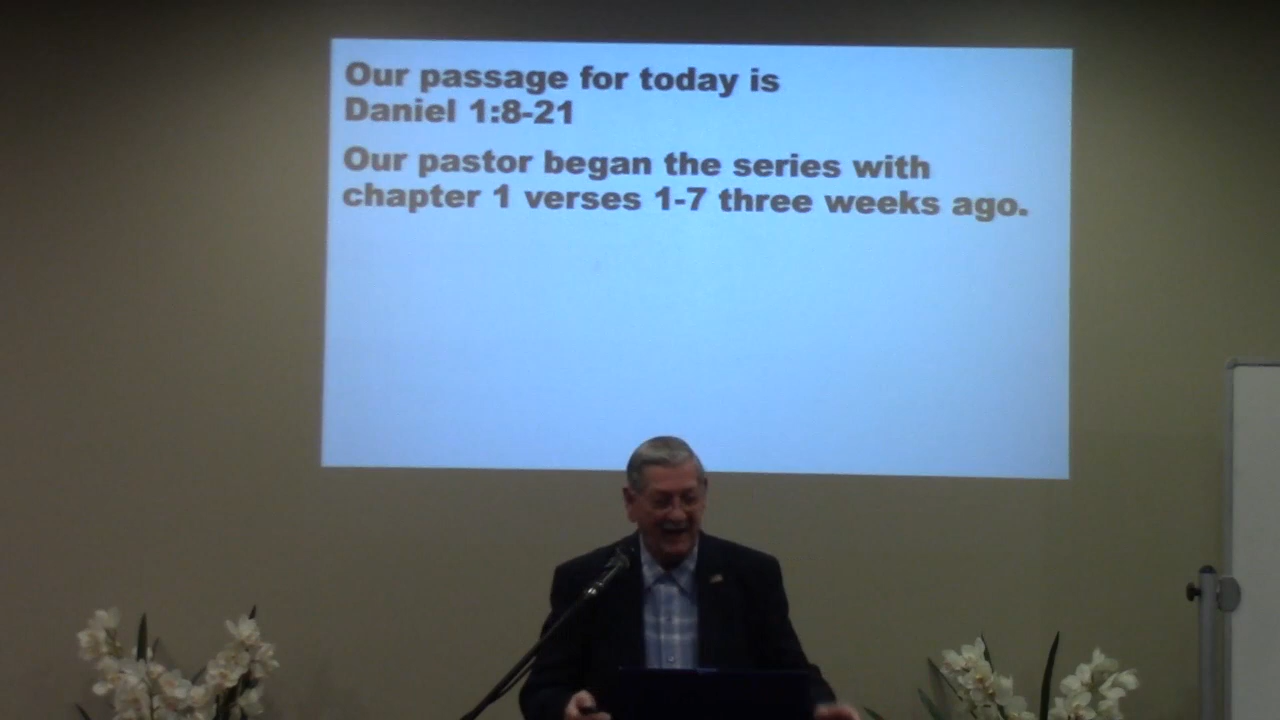 Our passage for today is
Daniel 1:8-21
Our pastor began the series with
chapter 1 verses 1-7 three weeks ago.